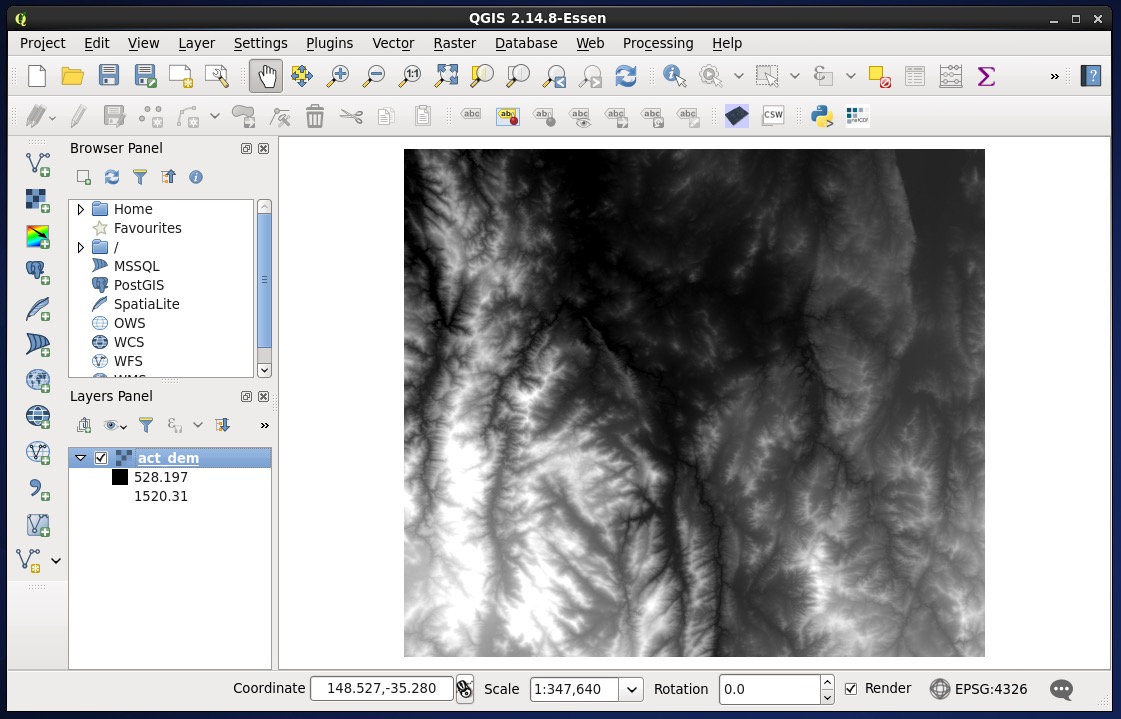 QGIS 2.14.8-Essen
Project Edit View Layer Settings Plugins Vector Raster Database Web Processing Help
1:1
»
?
abc abc abc abc abc abc abc CSW
Browser Panel
Home
Favourites
/
MSSQL
PostGIS
SpatiaLite
OWS
WCS
WFS
Layers Panel
»
act_dem
528.197
1520.31
Coordinate 148.527,-35.280 Scale 1:347,640 Rotation 0.0 Render EPSG:4326